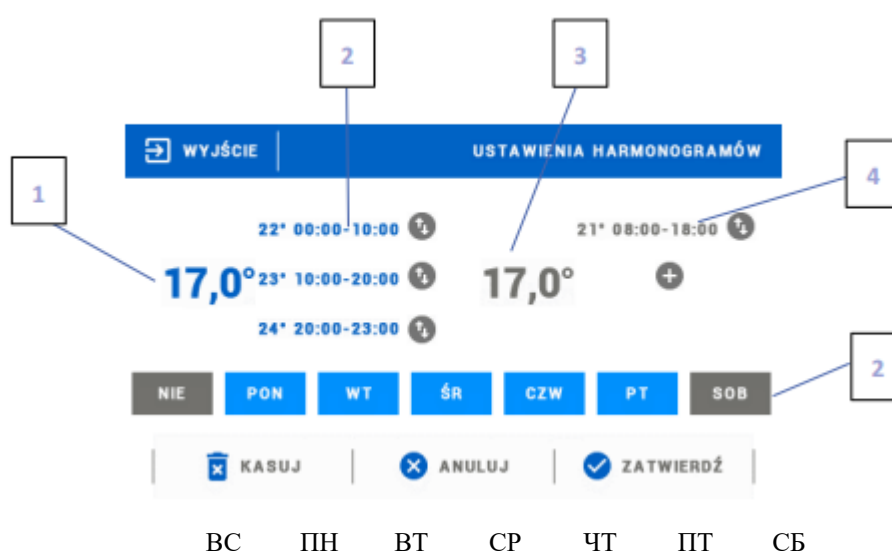 2 3
WYJŚCIE USTAWIENIA HARMONOGRAMÓW
1 4
22° 00:00-10:00 21° 08:00-18:00
17,0° 23° 10:00-20:00 17,0°
24° 20:00-23:00
2
NIE PON WT ŚR CZW PT SOB
KASUJ ANULUJ ZATWIERDŹ
ВС ПН ВТ СР ЧТ ПТ СБ